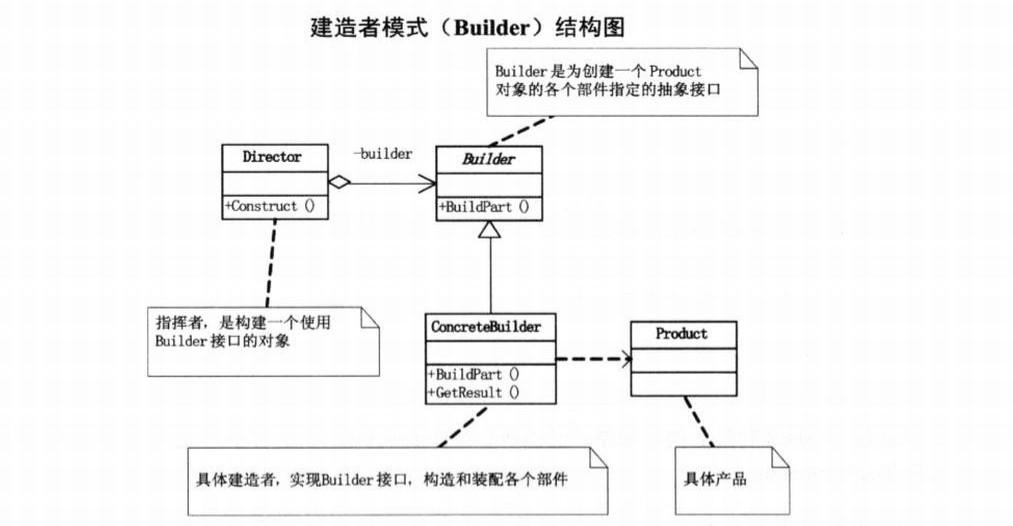 建造者模式（Builder）结构图
Builder是为创建一个Product
对象的各个部件指定的抽象接口
Director
-builder
Builder
+Construct()
+BuildPart()
指挥者，是构建一个使用
Builder接口的对象
ConcreteBuilder
Product
+BuildPart()
+GetResult()
具体建造者，实现Builder接口，构造和装配各个部件
具体产品